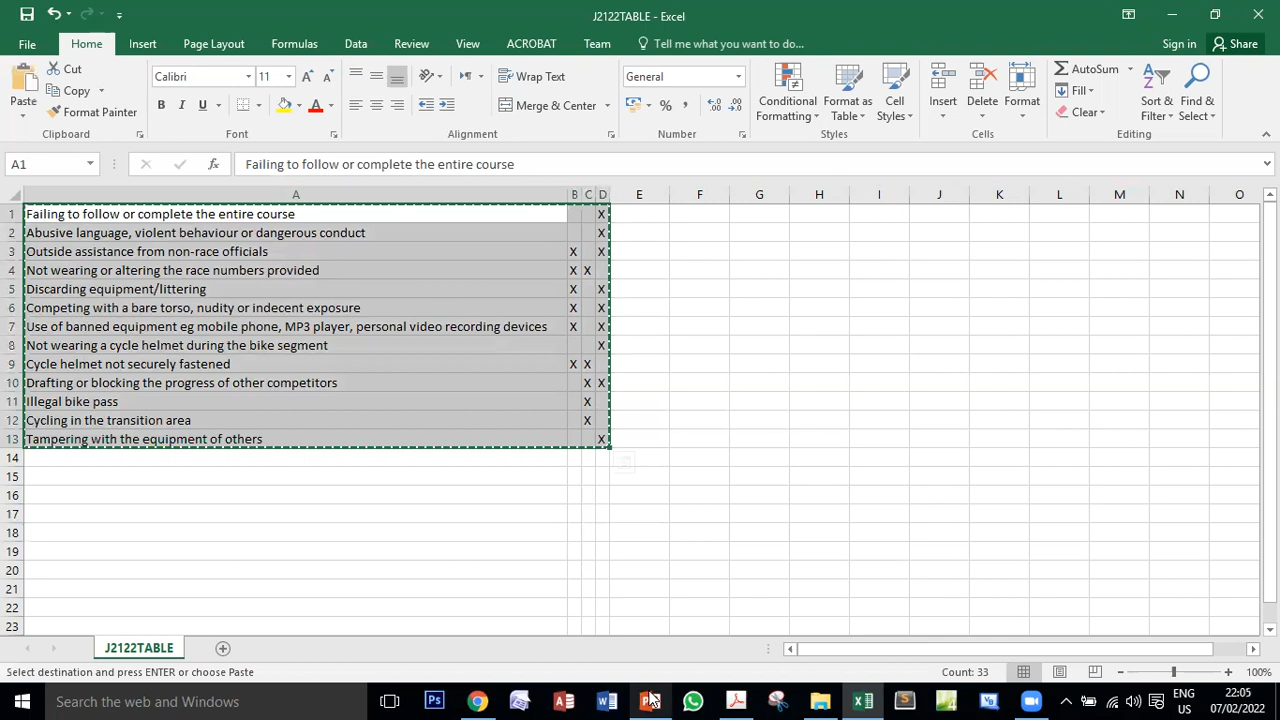 J2122TABLE - Excel
File Home Insert Page Layout Formulas Data Review View ACROBAT Team Tell me what you want to do... Sign in Share
Paste
Cut
Copy
Format Painter
Clipboard
Calibri 11
B I U A
Font
Wrap Text
Merge & Center
Alignment
General
%
Number
Conditional Formatting
Format as Table
Cell Styles
Styles
Insert Delete Format
Cells
AutoSum
Fill
Clear
Sort & Filter
Find & Select
Editing
A1 fx Failing to follow or complete the entire course
A B C D E F G H I J K L M N O
1 Failing to follow or complete the entire course X
2 Abusive language, violent behaviour or dangerous conduct X
3 Outside assistance from non-race officials X X
4 Not wearing or altering the race numbers provided X X
5 Discarding equipment/littering X X
6 Competing with a bare torso, nudity or indecent exposure X X
7 Use of banned equipment eg mobile phone, MP3 player, personal video recording devices X X
8 Not wearing a cycle helmet during the bike segment X
9 Cycle helmet not securely fastened X X
10 Drafting or blocking the progress of other competitors X X
11 Illegal bike pass X
12 Cycling in the transition area X
13 Tampering with the equipment of others X
14
15
16
17
18
19
20
21
22
23
J2122TABLE
Select destination and press ENTER or choose Paste Count: 33 100%
Search the web and Windows ENG 22:05
US 07/02/2022